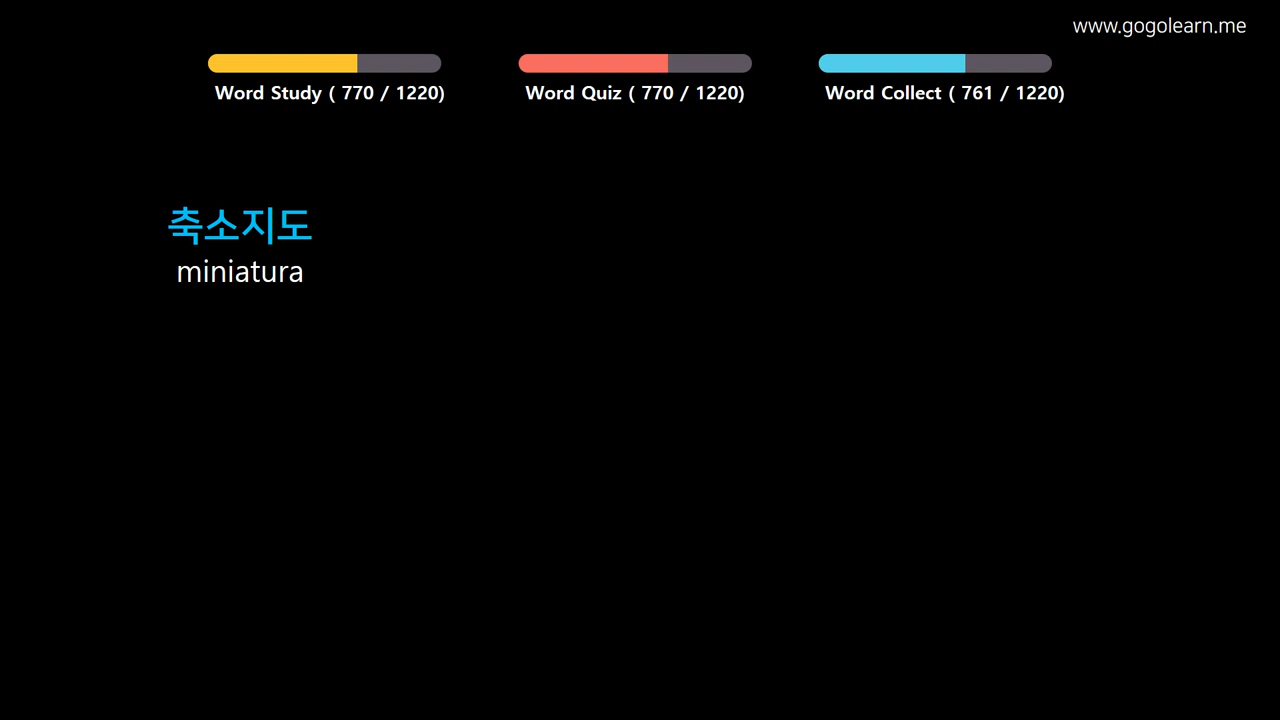 www.gogolearn.me
Word Study ( 770 / 1220)
Word Quiz ( 770 / 1220)
Word Collect ( 761 / 1220)
축소지도
miniatura